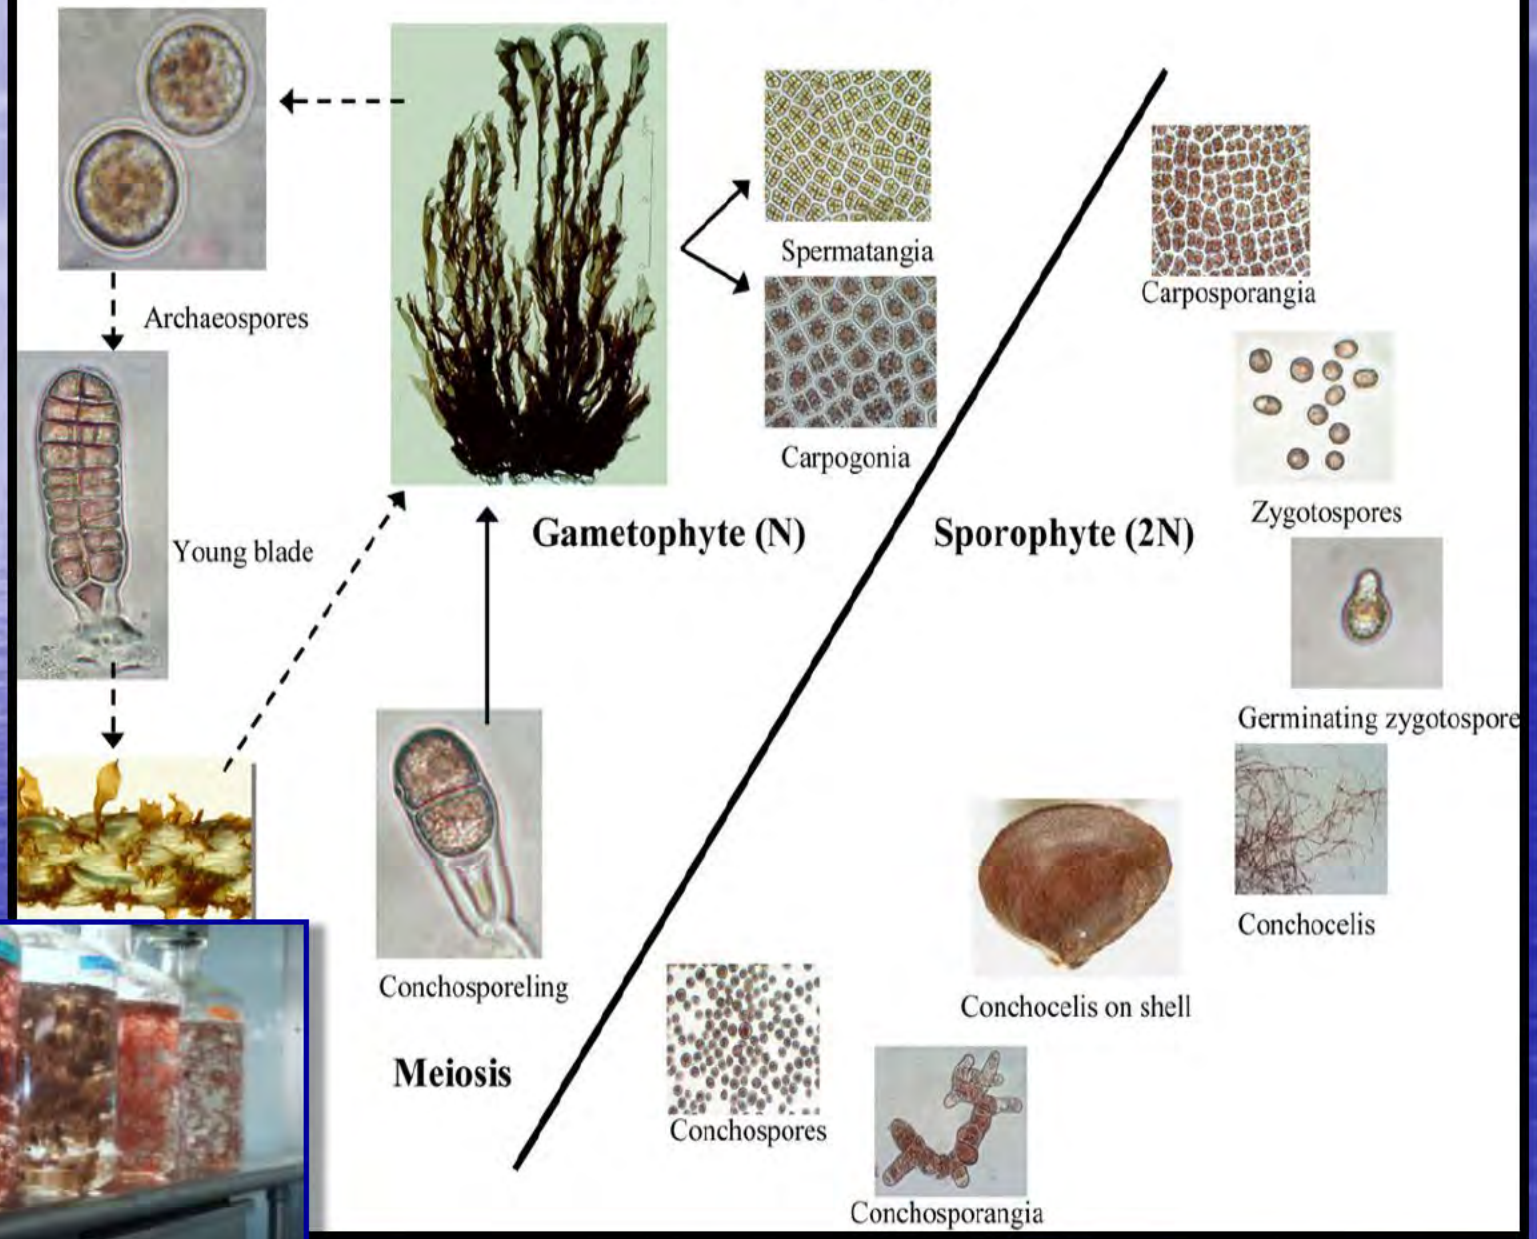 Spermatangia
Carposporangia
Archaeospores
Carpogonia
Zygotospores
Gametophyte (N)
Sporophyte (2N)
Young blade
Germinating zygotospore
Conchocelis
Conchosporeling
Conchocelis on shell
Meiosis
Conchospores
Conchosporangia